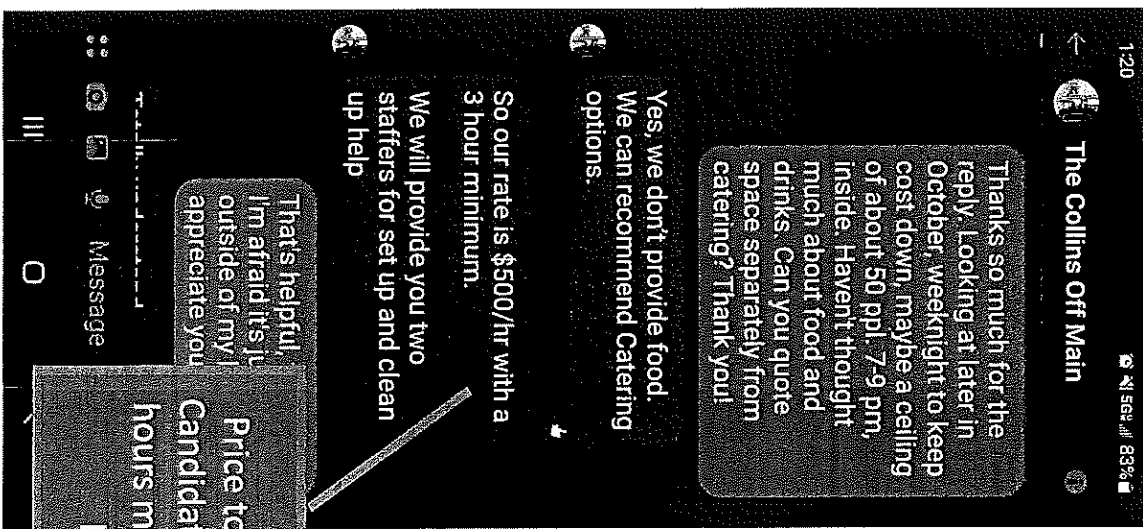 1:20
5G 83%
The Collins Off Main
Thanks so much for the
reply. Looking at later in
October, weeknight to keep
cost down, maybe a ceiling
of about 50 ppl. 7-9 pm,
inside. Haven't thought
much about food and
drinks. Can you quote
space separately from
catering? Thank you!
Yes, we don't provide food.
We can recommend Catering
options.
So our rate is $500/hr with a
3 hour minimum.
We will provide you two
staffers for set up and clean
up help
That's helpful,
I'm afraid it's ju
outside of my
appreciate you
Message
Price to
Candidat
hours m